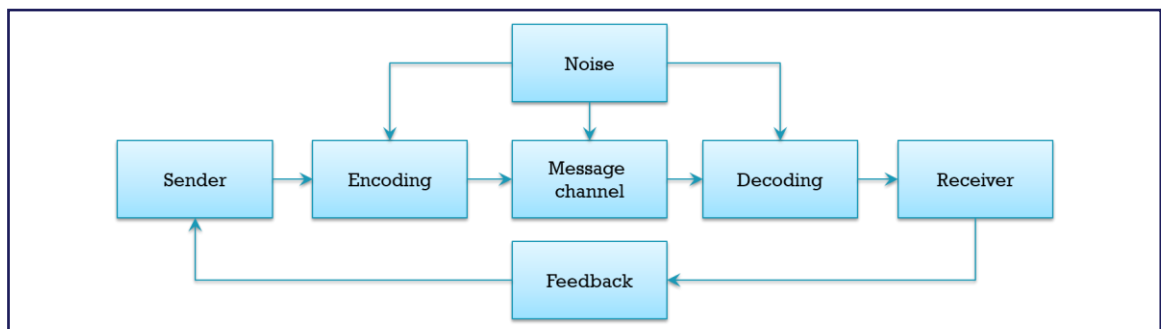 Noise
Sender
Encoding
Message
channel
Decoding
Receiver
Feedback